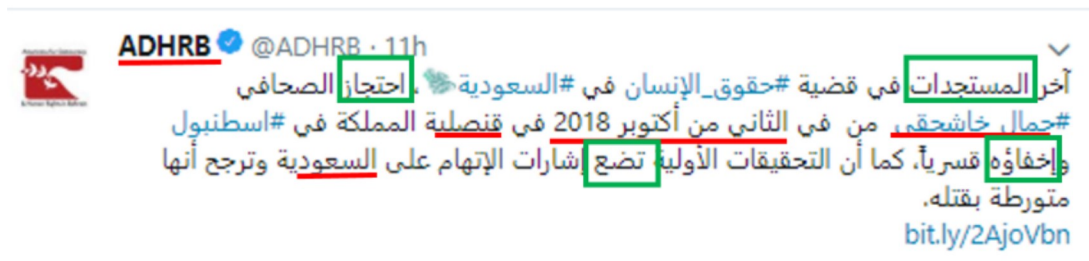 ADHRB @ADHRB · 11h
آخر المستجدات في قضية #حقوق_الإنسان في #السعودية ، احتجاز الصحافي
#جمال_خاشحقي من في الثاني من أكتوبر 2018 في قنصلية المملكة في #اسطنبول
وإخفاؤه قسرياً، كما أن التحقيقات الأولية تضع إشارات الإتهام على السعودية وترجح أنها
متورطة بقتله.
bit.ly/2AjoVbn